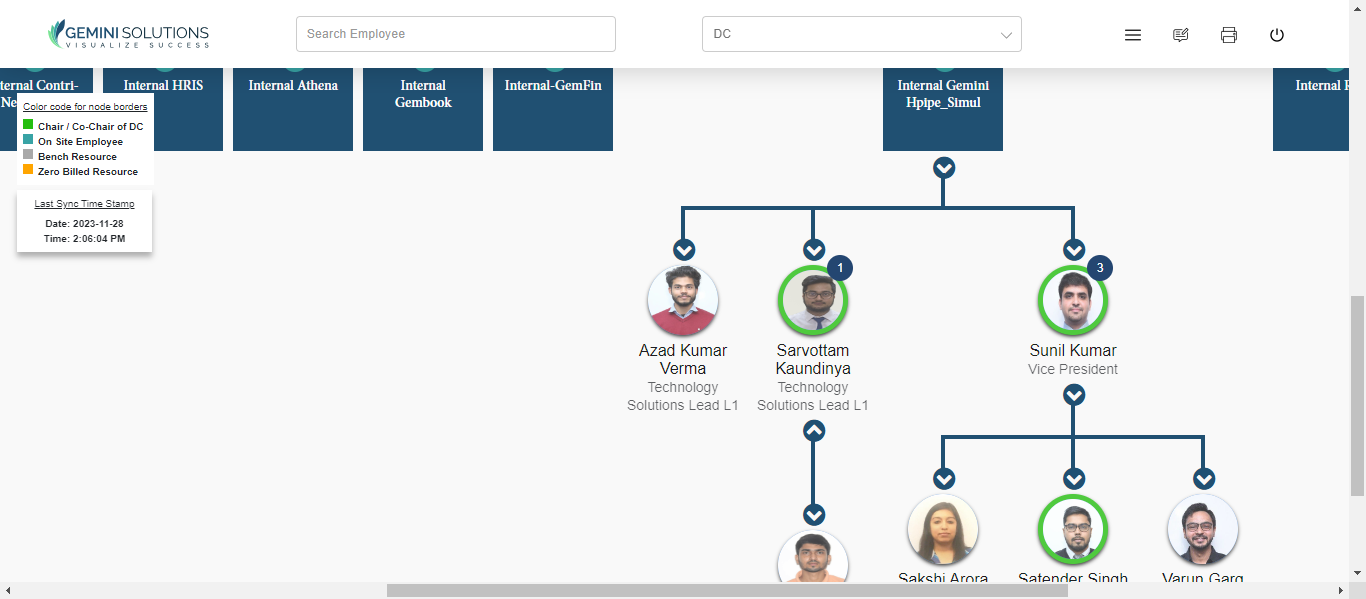 GEMINI SOLUTIONS
VISUALIZE SUCCESS
Search Employee
DC
Internal HRIS
Internal Athena
Internal
Gembook
Internal-GemFin
Internal Gemini
Hpipe_Simul
Internal
Color code for node borders
Chair / Co-Chair of DC
On Site Employee
Bench Resource
Zero Billed Resource
Last Sync Time Stamp
Date: 2023-11-28
Time: 2:06:04 PM
1
3
Azad Kumar
Verma
Technology
Solutions Lead L1
Sarvottam
Kaundinya
Technology
Solutions Lead L1
Sunil Kumar
Vice President
Sakshi Arora
Satender Singh
Varun Garg